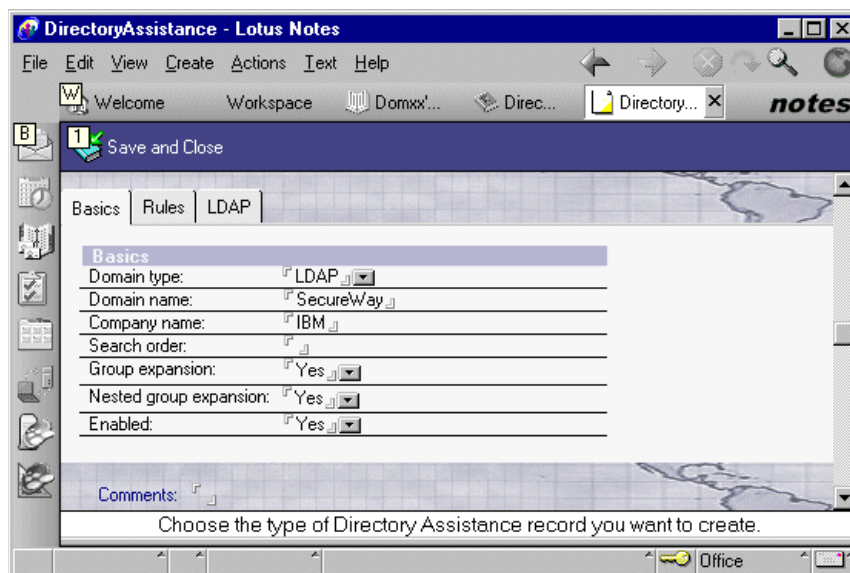 DirectoryAssistance - Lotus Notes
File Edit View Create Actions Text Help
W Welcome Workspace Domxx'... Direc... Directory... notes
B 1 Save and Close
Basics Rules LDAP
Basics
Domain type: LDAP
Domain name: SecureWay
Company name: IBM
Search order:
Group expansion: Yes
Nested group expansion: Yes
Enabled: Yes
Comments:
Choose the type of Directory Assistance record you want to create.
Office